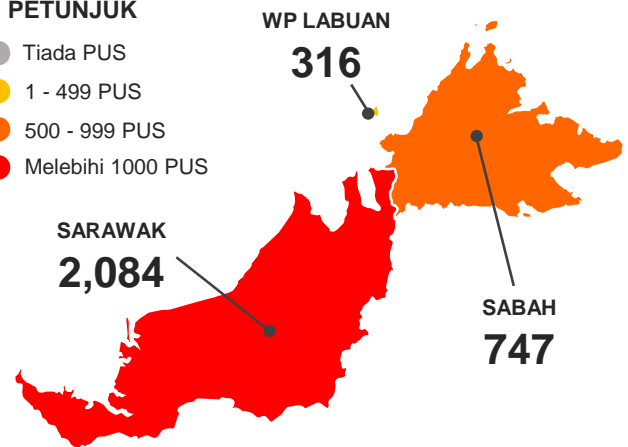 PETUNJUK
Tiada PUS
1 - 499 PUS
500 - 999 PUS
Melebihi 1000 PUS
WP LABUAN
316
SARAWAK
2,084
SABAH
747